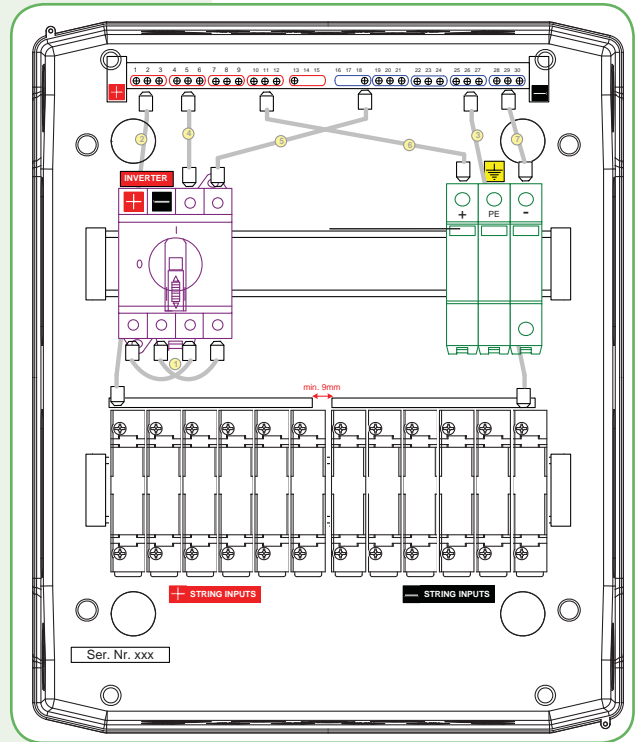 1 2 3 4 5 6 7 8 9 10 11 12 13 14 15 16 17 18 19 20 21 22 23 24 25 26 27 28 29 30
+ −
2 4 5 6 3 7
INVERTER
+ −
+ PE -
I
0
1
min. 9mm
+ STRING INPUTS
− STRING INPUTS
Ser. Nr. xxx